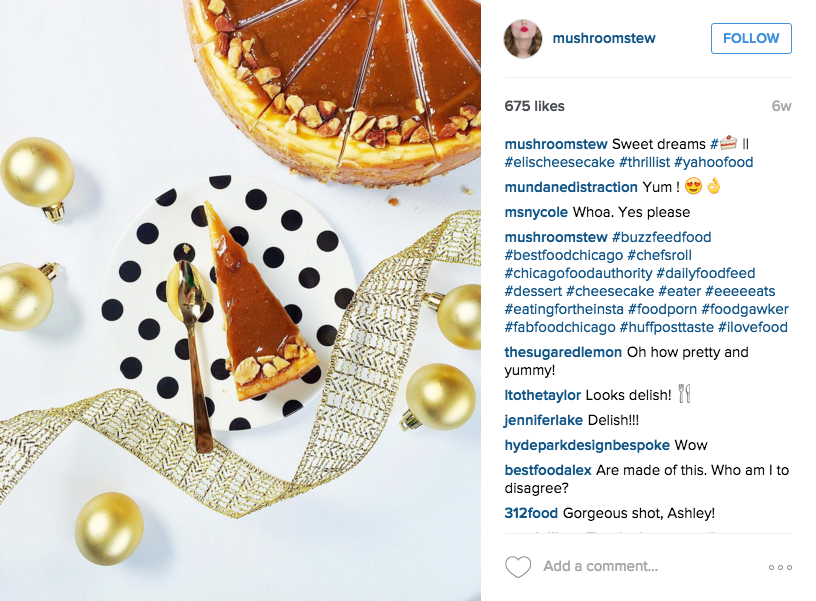 mushroomstew FOLLOW
675 likes 6w
mushroomstew Sweet dreams #🍰 ||
#elischeesecake #thrillist #yahoofood
mundanedistraction Yum ! 😍👌
msnycole Whoa. Yes please
mushroomstew #buzzfeedfood
#bestfoodchicago #chefsroll
#chicagofoodauthority #dailyfoodfeed
#dessert #cheesecake #eater #eeeeeats
#eatingfortheinsta #foodporn #foodgawker
#fabfoodchicago #huffposttaste #ilovefood
thesugaredlemon Oh how pretty and
yummy!
ltothetaylor Looks delish! 🍴
jenniferlake Delish!!!
hydeparkdesignbespoke Wow
bestfoodalex Are made of this. Who am I to
disagree?
312food Gorgeous shot, Ashley!
Add a comment...